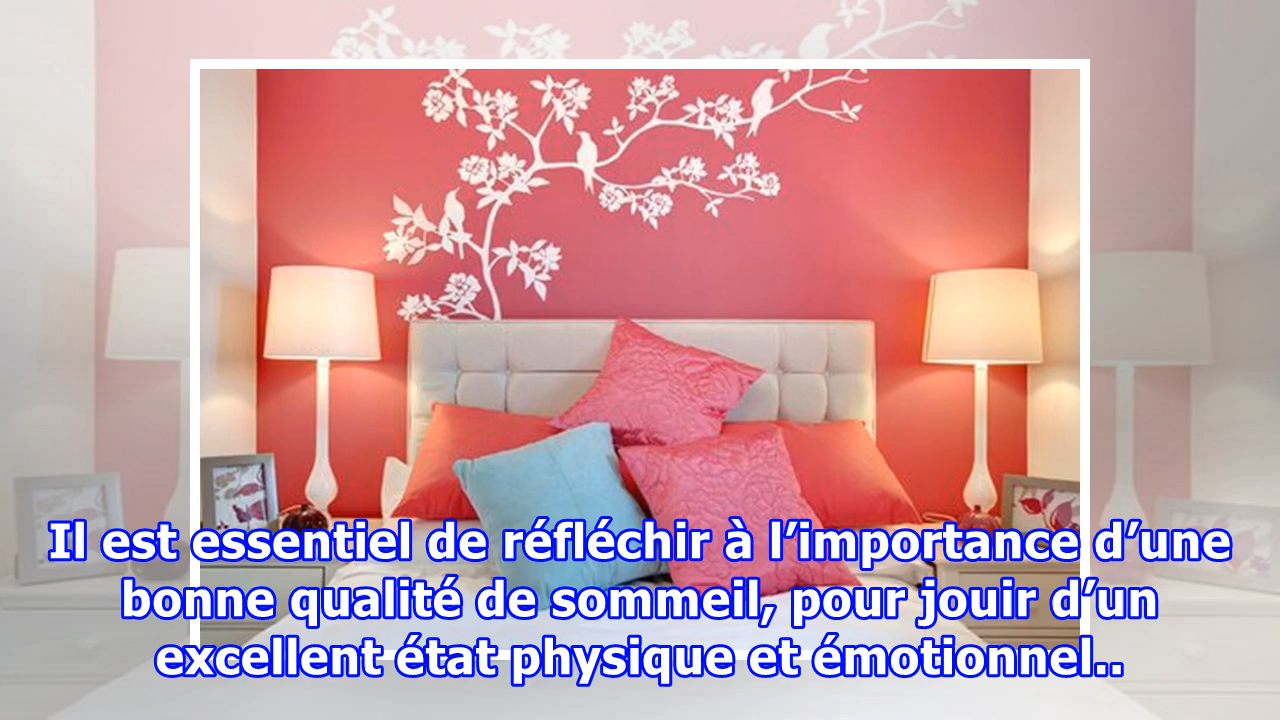 Il est essentiel de réfléchir à l’importance d’une
bonne qualité de sommeil, pour jouir d’un
excellent état physique et émotionnel..